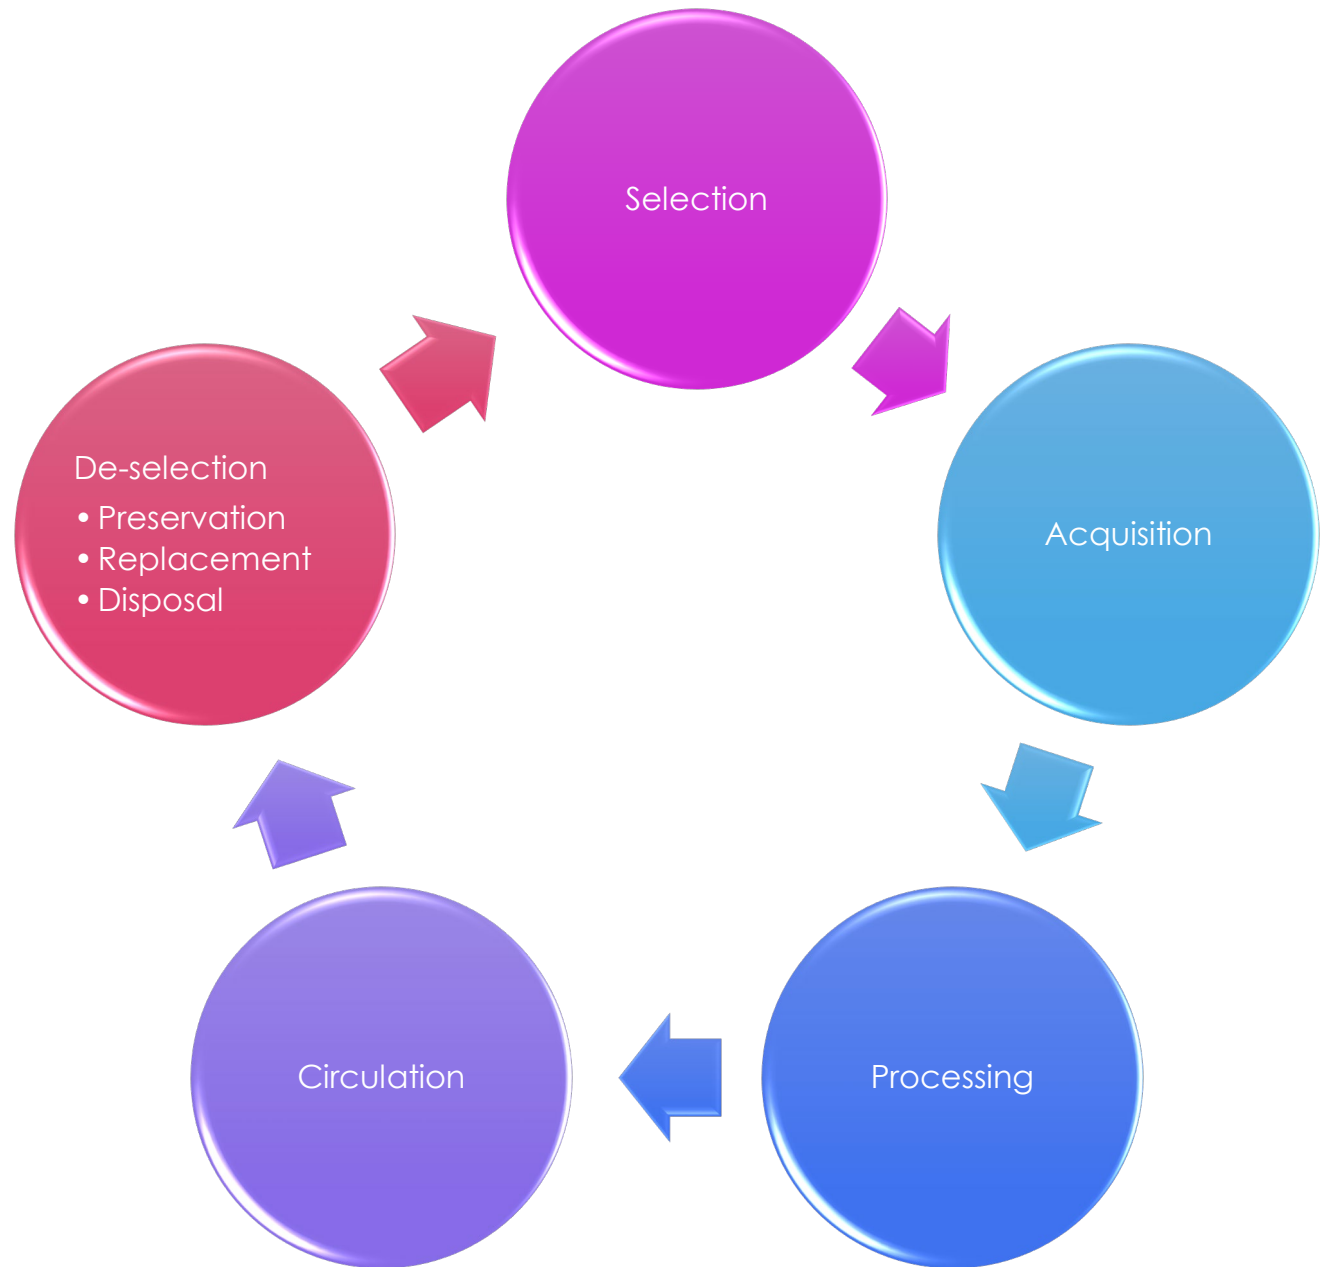 Selection
Acquisition
Processing
Circulation
De-selection
• Preservation
• Replacement
• Disposal